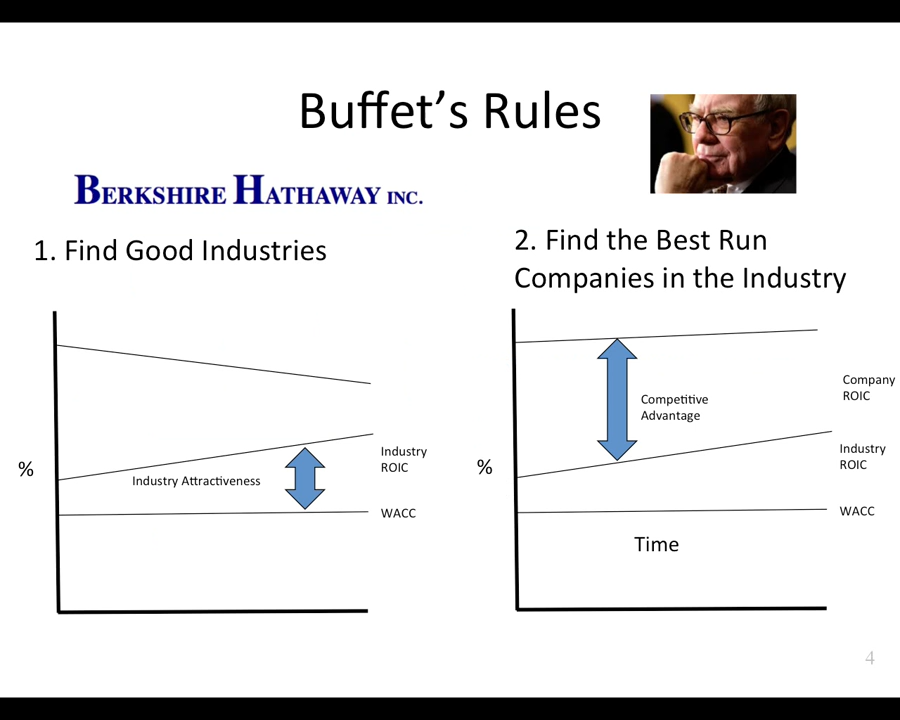 Buffet’s Rules
BERKSHIRE HATHAWAY INC.
1. Find Good Industries
2. Find the Best Run
Companies in the Industry
%
Industry Attractiveness
Industry
ROIC
WACC
%
Competitive
Advantage
Company
ROIC
Industry
ROIC
WACC
Time
4